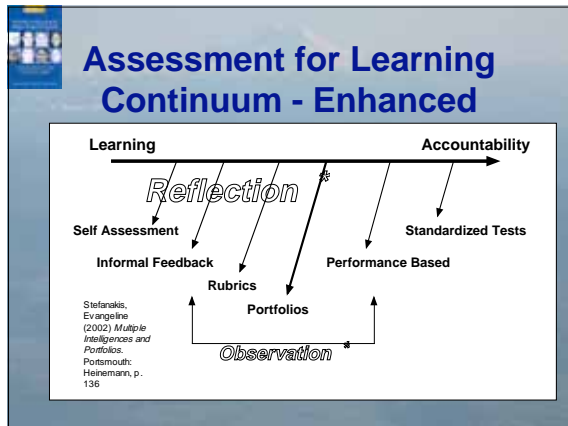 Assessment for Learning
Continuum - Enhanced
Learning
Accountability
Reflection *
Self Assessment
Standardized Tests
Informal Feedback
Performance Based
Rubrics
Portfolios
Stefanakis,
Evangeline
(2002) Multiple
Intelligences and
Portfolios.
Portsmouth:
Heinemann, p.
136
Observation *